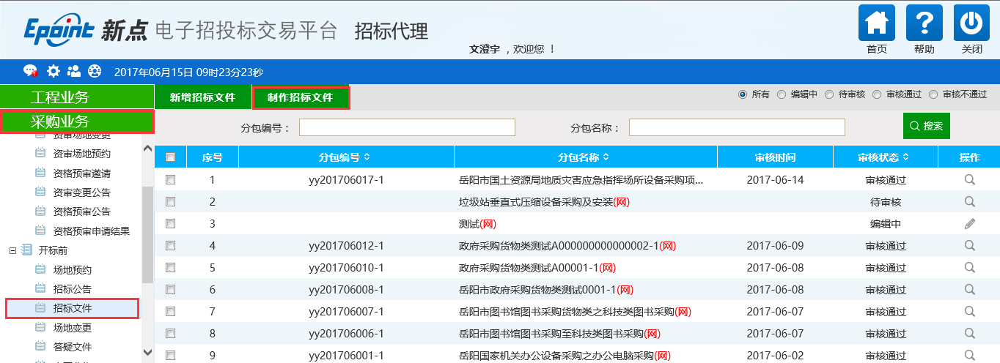 Epoint 新点 电子招投标交易平台 招标代理
文澄宇 ，欢迎您 ！
首页 帮助 关闭
2017年06月15日 09时23分23秒
工程业务
采购业务
资审场地变更
资审场地预约
资格预审邀请
资审变更公告
资格预审公告
资格预审申请结果
开标前
场地预约
招标公告
招标文件
场地变更
答疑文件
新增招标文件 制作招标文件 所有 编辑中 待审核 审核通过 审核不通过
分包编号： 分包名称： 搜索
序号 分包编号 分包名称 审核时间 审核状态 操作
1 yy201706017-1 岳阳市国土资源局地质灾害应急指挥场所设备采购项... 2017-06-14 审核通过
2 垃圾站垂直式压缩设备采购及安装(网) 待审核
3 测试(网) 编辑中
4 yy201706012-1 政府采购货物类测试A000000000000002-1(网) 2017-06-09 审核通过
5 yy201706010-1 政府采购货物类测试A00001-1(网) 2017-06-08 审核通过
6 yy201706008-1 岳阳市政府采购货物类测试0001-1(网) 2017-06-08 审核通过
7 yy201706007-1 岳阳市图书馆图书采购货物类之科技类图书采购(网) 2017-06-07 审核通过
8 yy201706006-1 岳阳市图书馆图书采购至科技类图书采购(网) 2017-06-07 审核通过
9 yy201706001-1 岳阳国家机关办公设备采购之办公电脑采购(网) 2017-06-02 审核通过